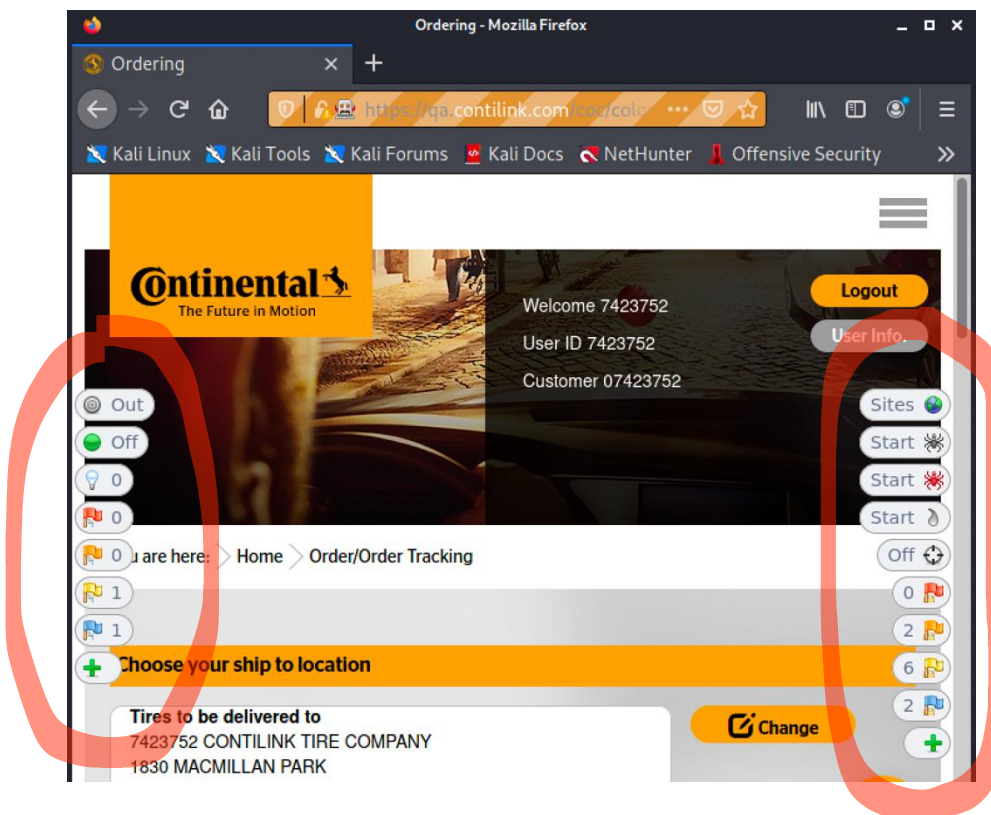 Ordering - Mozilla Firefox
Ordering
https://qa.contilink.com/coc/colo
Kali Linux Kali Tools Kali Forums Kali Docs NetHunter Offensive Security
Continental
The Future in Motion
Welcome 7423752
User ID 7423752
Customer 07423752
Logout
User Info.
Out
Off
0
0
0
1
1
Sites
Start
Start
Start
Off
0
2
6
2
u are here: Home Order/Order Tracking
Choose your ship to location
Tires to be delivered to
7423752 CONTILINK TIRE COMPANY
1830 MACMILLAN PARK
Change